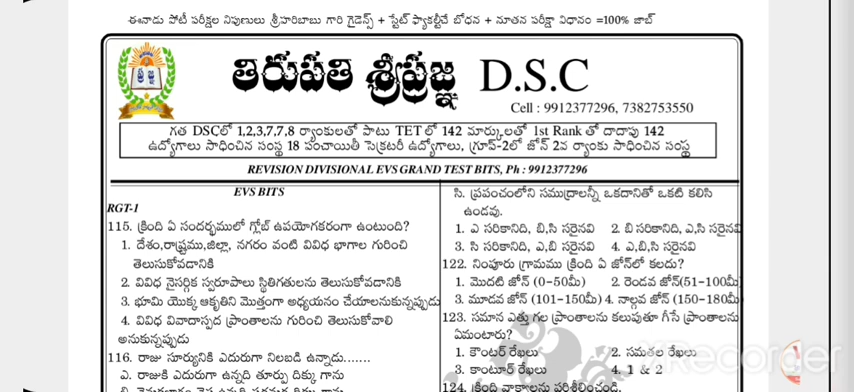 ఈనాడు పోటీ పరీక్షల నిపుణులు శ్రీహరిబాబు గారి గైడెన్స్ + స్టేట్ ఫ్యాకల్టీచే బోధన + నూతన పరీక్షా విధానం =100% జాబ్
తిరుపతి శ్రీప్రజ్ఞ D.S.C
Cell : 9912377296, 7382753550
గత DSCలో 1,2,3,7,7,8 ర్యాంకులతో పాటు TET లో 142 మార్కులతో 1st Rank తో దాదాపు 142
ఉద్యోగాలు సాధించిన సంస్థ 18 పంచాయితీ సెక్రటరీ ఉద్యోగాలు, గ్రూప్-2లో జోన్ 2వ ర్యాంకు సాధించిన సంస్థ
REVISION DIVISIONAL EVS GRAND TEST BITS, Ph : 9912377296
EVS BITS
RGT-1
115. క్రింది ఏ సందర్భములో గ్లోబ్ ఉపయోగకరంగా ఉంటుంది?
1. దేశం,రాష్ట్రము,జిల్లా, నగరం వంటి వివిధ భాగాల గురించి
తెలుసుకోవడానికి
2. వివిధ నైసర్గిక స్వరూపాలు స్థితిగతులను తెలుసుకోవడానికి
3. భూమి యొక్క ఆకృతిని మొత్తంగా అధ్యయనం చేయాలనుకున్నపుడు
4. వివిధ వివాదాస్పద ప్రాంతాలను గురించి తెలుసుకోవాలి
అనుకున్నప్పుడు
116. రాజు సూర్యునికి ఎదురుగా నిలబడి ఉన్నాడు.......
ఎ. రాజుకి ఎదురుగా ఉన్నది తూర్పు దిక్కు గాను
సి. ప్రపంచంలోని సముద్రాలన్నీ ఒకదానితో ఒకటి కలిసి
ఉండవు.
1. ఎ సరికానిది, బి,సి సరైనవి 2. బి సరికానిది, ఎ,సి సరైనవి
3. సి సరికానిది, ఎ,బి సరైనవి 4. ఎ,బి,సి సరైనవి
122. నింపూరు గ్రామము క్రింది ఏ జోన్‌లో కలదు?
1. మొదటి జోన్ (0-50మీ) 2. రెండవ జోన్(51-100మీ)
3. మూడవ జోన్ (101-150మీ) 4. నాల్గవ జోన్ (150-180మీ)
123. సమాన ఎత్తు గల ప్రాంతాలను కలుపుతూ గీసే ప్రాంతాలను
ఏమంటారు?
1. కౌంటర్ రేఖలు 2. సమతల రేఖలు
3. కాంటూర్ రేఖలు 4. 1 & 2
124. క్రింది వాక్యాలను పరిశీలించండి.
Recorder